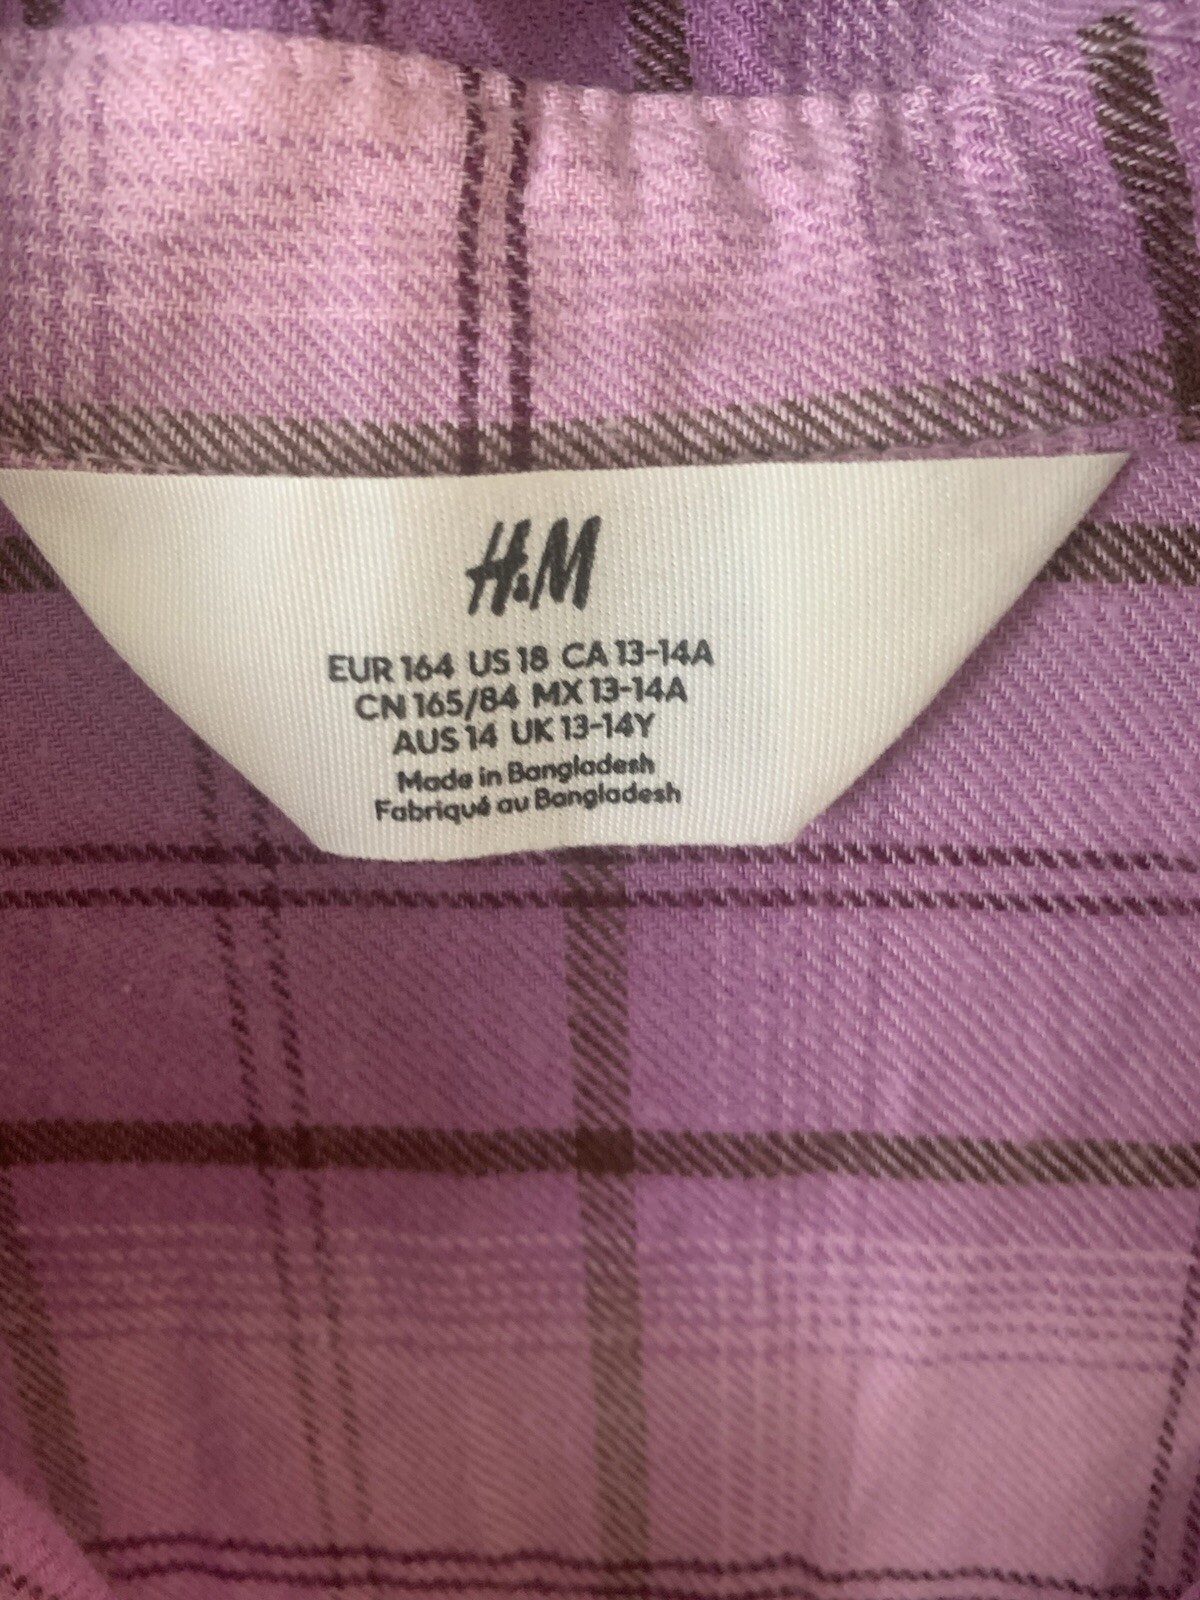 H&M
EUR 164 US 18 CA 13-14A
CN 165/84 MX 13-14A
AUS 14 UK 13-14Y
Made in Bangladesh
Fabriqué au Bangladesh